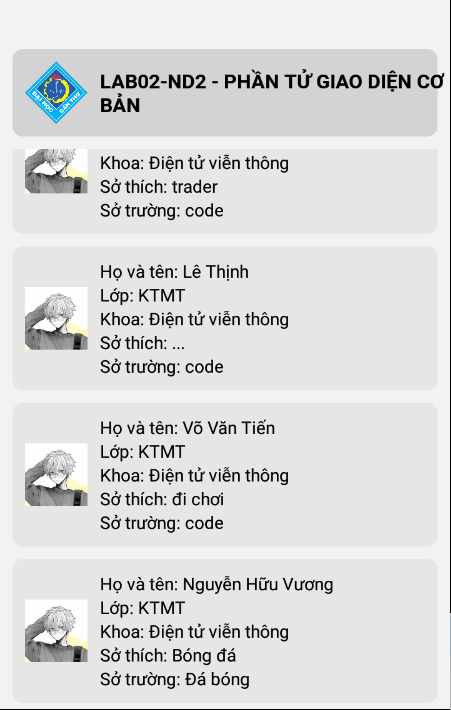 LAB02-ND2 - PHẦN TỬ GIAO DIỆN CƠ
BẢN
ĐẠI HỌC CẦN THƠ
Khoa: Điện tử viễn thông
Sở thích: trader
Sở trường: code
Họ và tên: Lê Thịnh
Lớp: KTMT
Khoa: Điện tử viễn thông
Sở thích: ...
Sở trường: code
Họ và tên: Võ Văn Tiến
Lớp: KTMT
Khoa: Điện tử viễn thông
Sở thích: đi chơi
Sở trường: code
Họ và tên: Nguyễn Hữu Vương
Lớp: KTMT
Khoa: Điện tử viễn thông
Sở thích: Bóng đá
Sở trường: Đá bóng